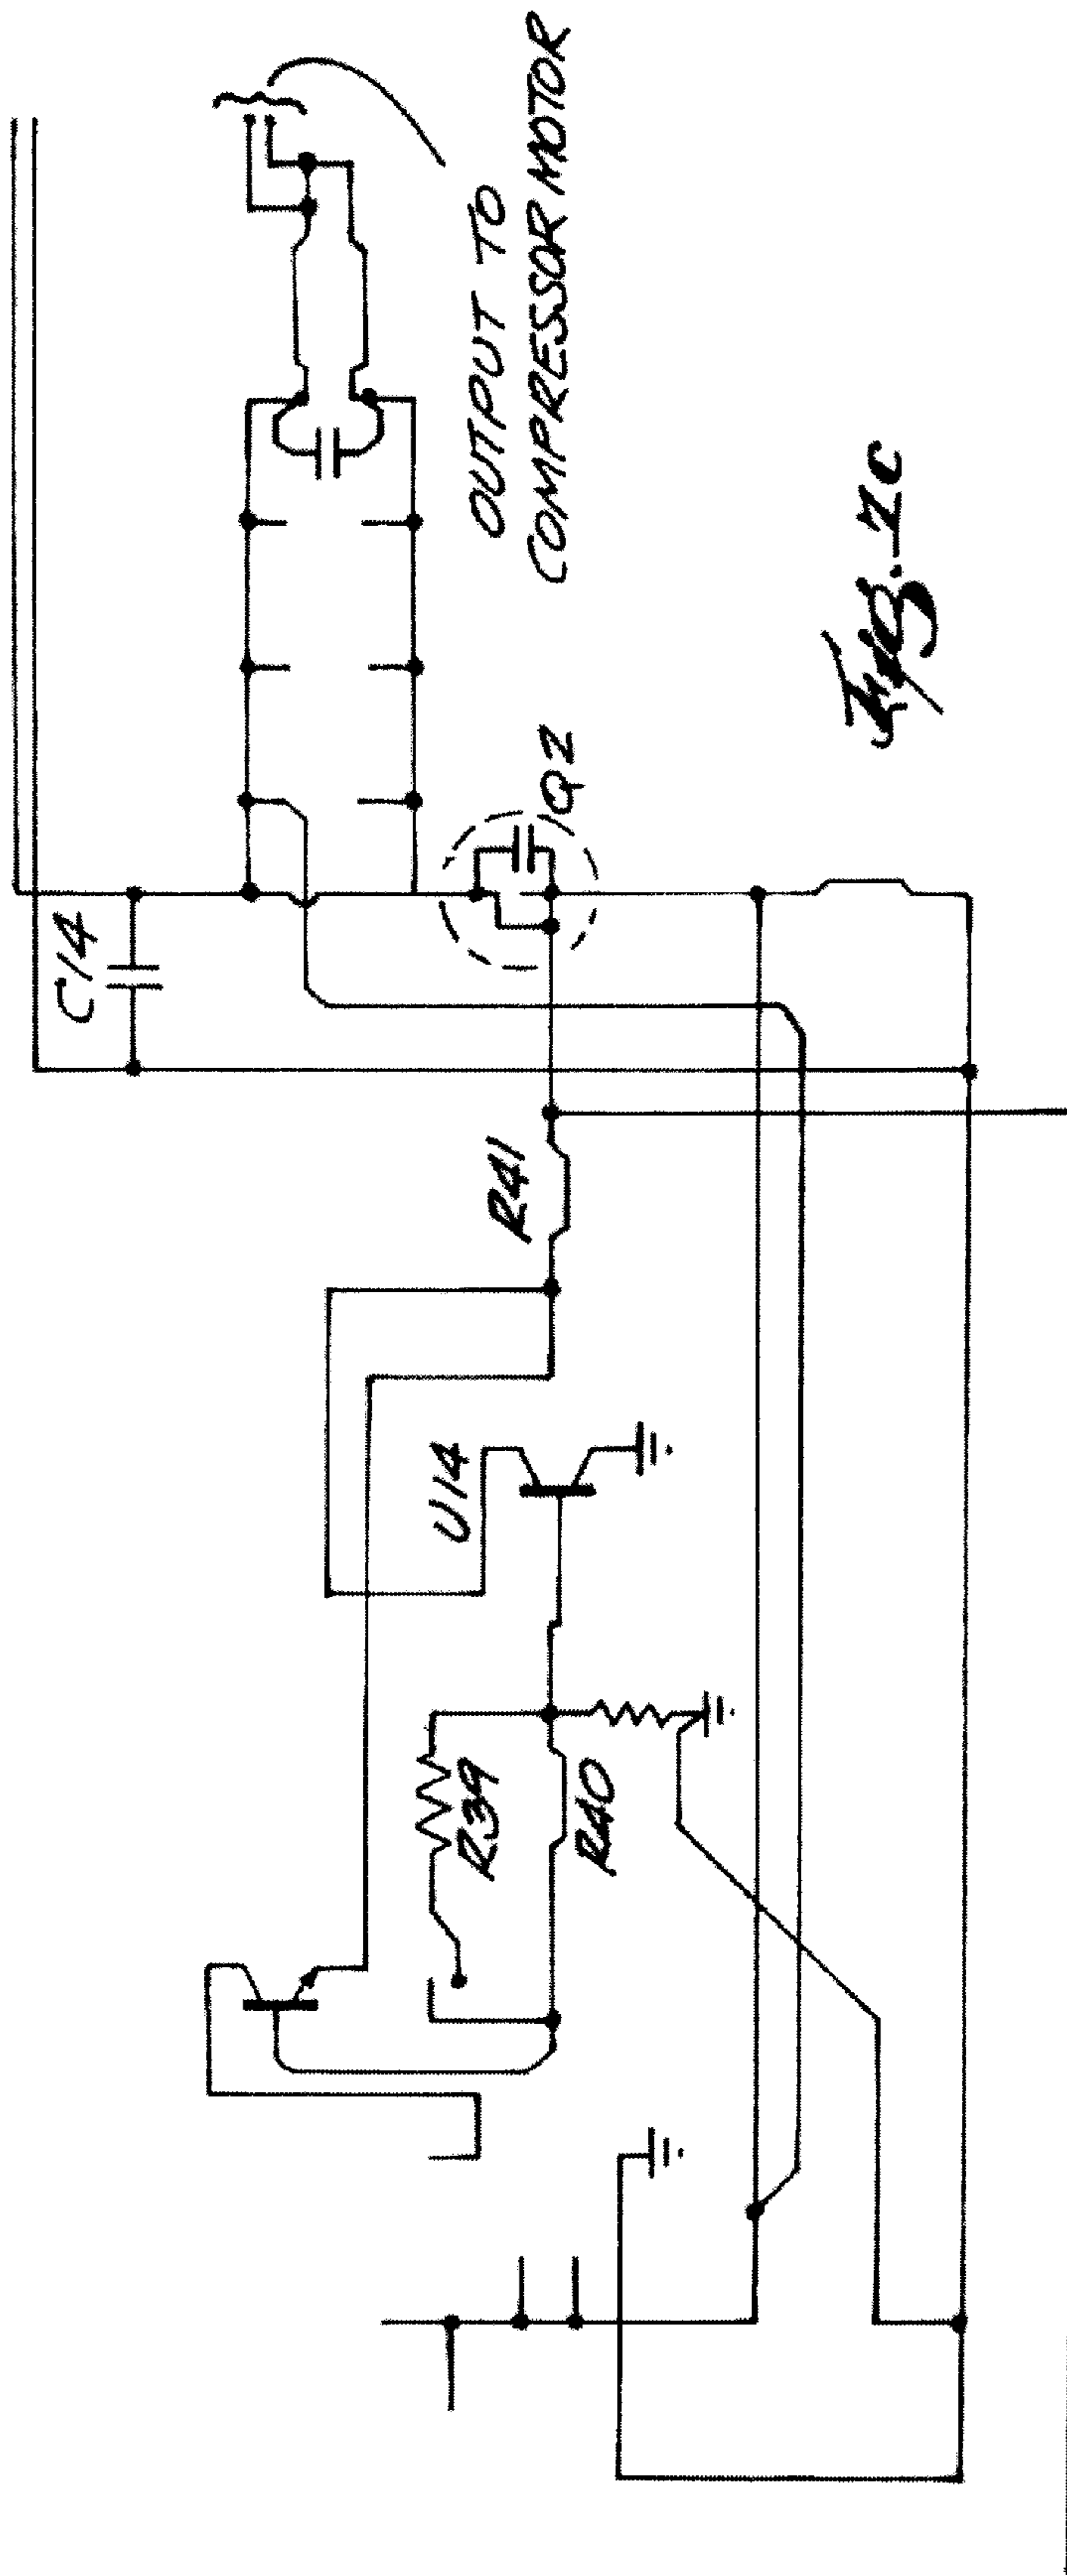 C14
OUTPUT TO
COMPRESSOR MOTOR
Q2
R41
U14
R39
R40
Fig. 7C